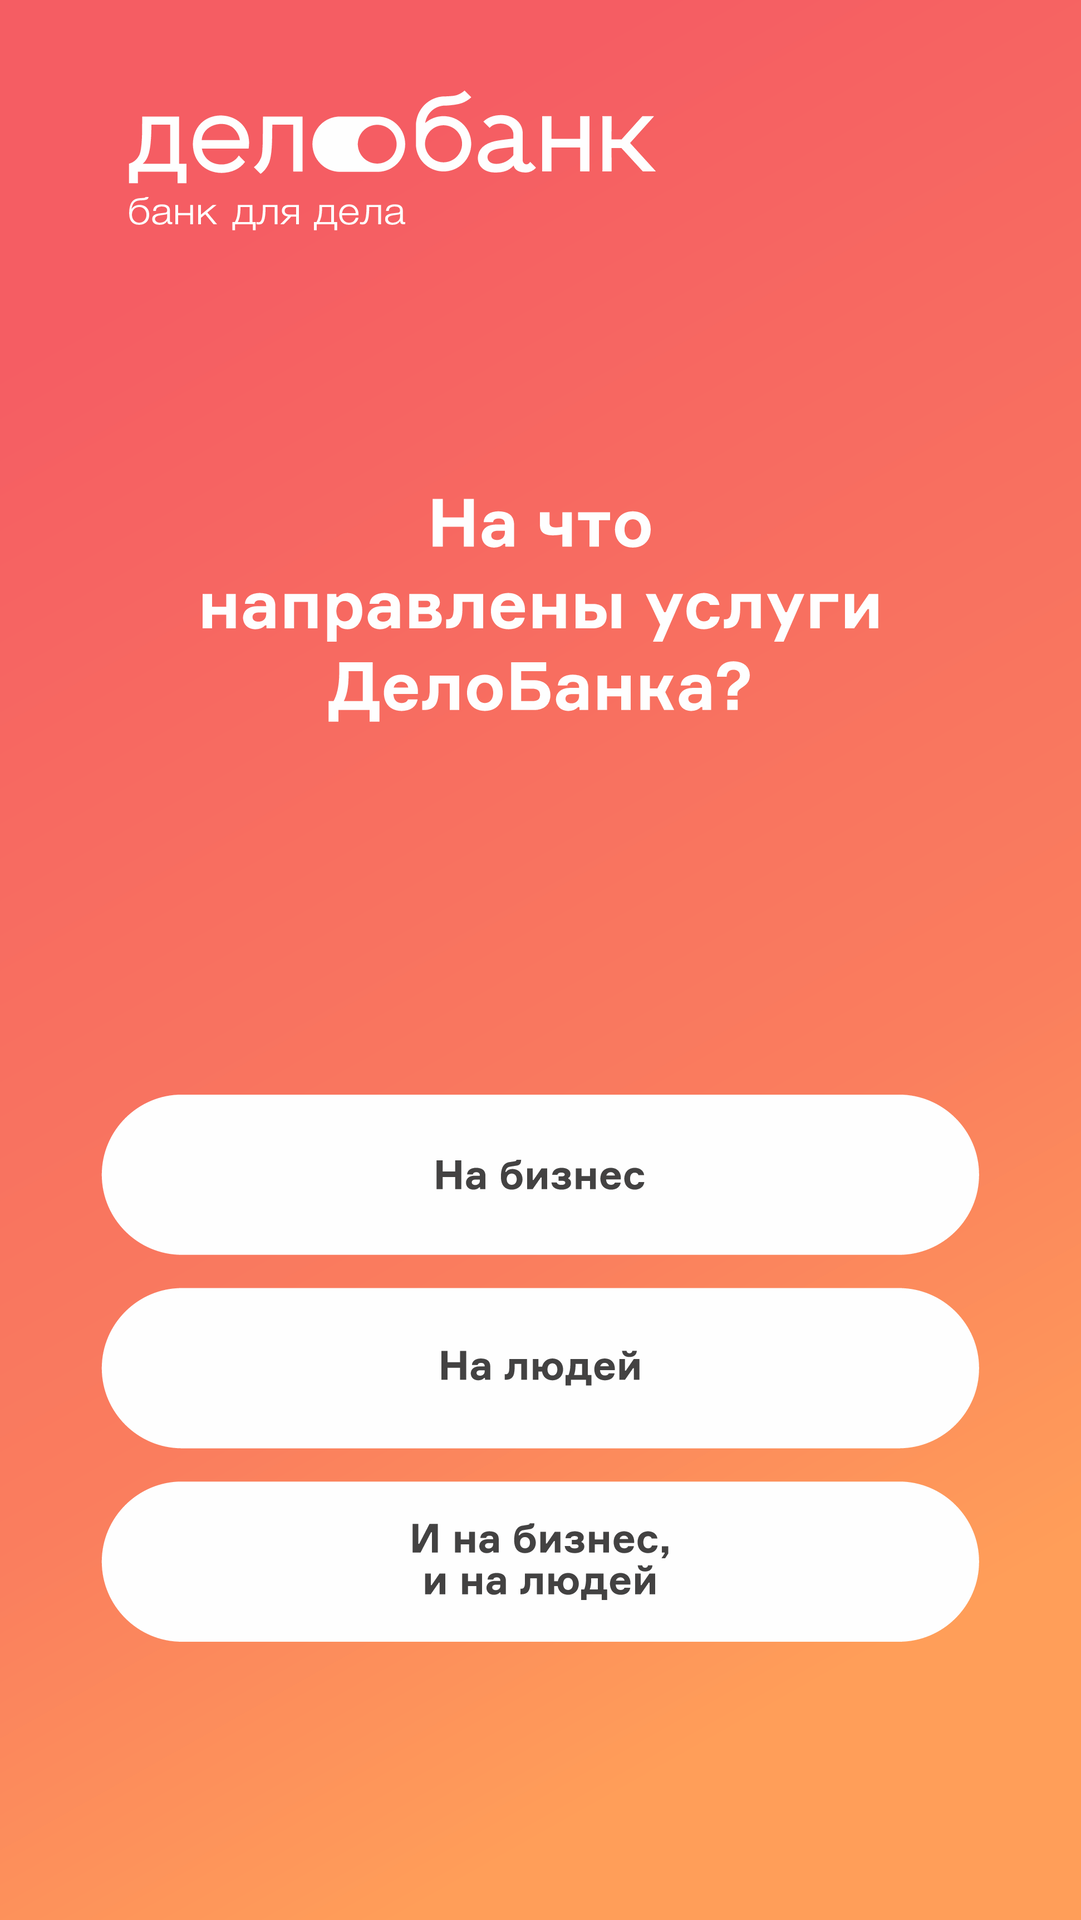 делобанк
банк для дела
На что
направлены услуги
ДелоБанка?
На бизнес
На людей
И на бизнес,
и на людей